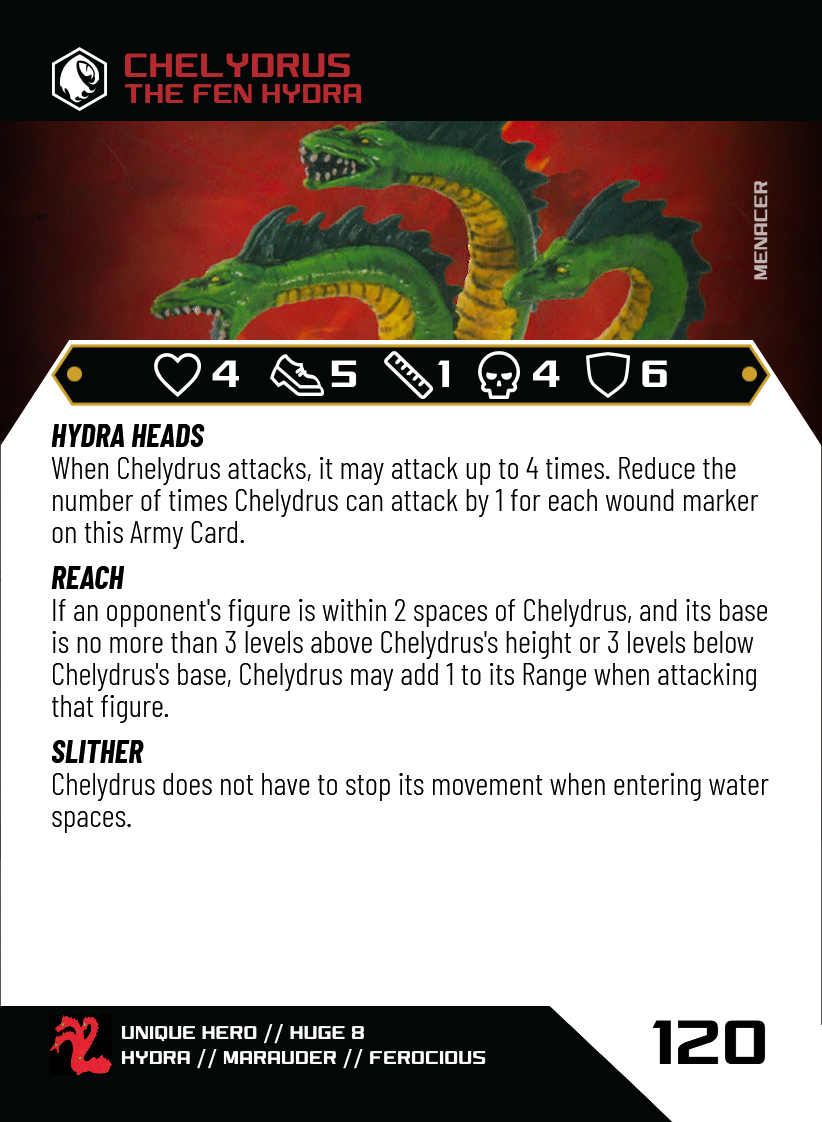 CHELYDRUS
THE FEN HYDRA
MENACER
4 5 1 4 6
HYDRA HEADS
When Chelydrus attacks, it may attack up to 4 times. Reduce the
number of times Chelydrus can attack by 1 for each wound marker
on this Army Card.
REACH
If an opponent's figure is within 2 spaces of Chelydrus, and its base
is no more than 3 levels above Chelydrus's height or 3 levels below
Chelydrus's base, Chelydrus may add 1 to its Range when attacking
that figure.
SLITHER
Chelydrus does not have to stop its movement when entering water
spaces.
UNIQUE HERO // HUGE 8
HYDRA // MARAUDER // FEROCIOUS
120